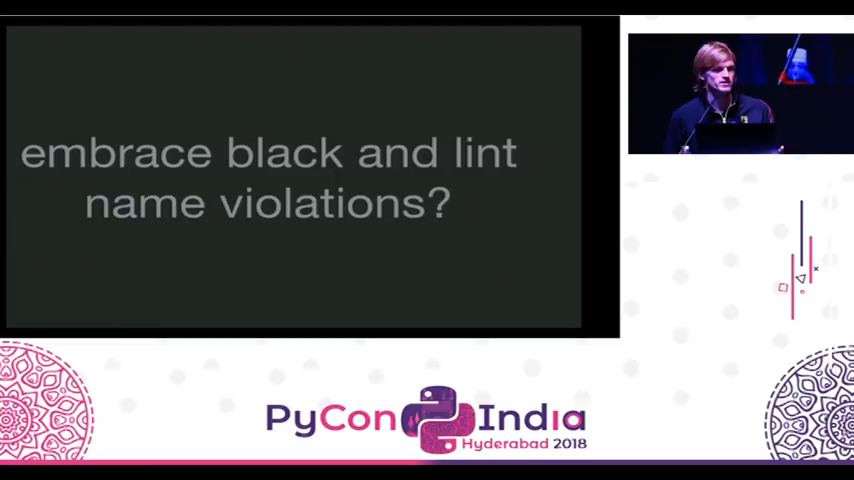 embrace black and lint
name violations?
PyCon India
Hyderabad 2018